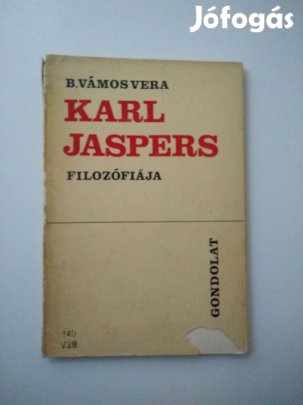 Jófogás
B. VÁMOS VERA
KARL
JASPERS
FILOZÓFIÁJA
GONDOLAT
140
V28